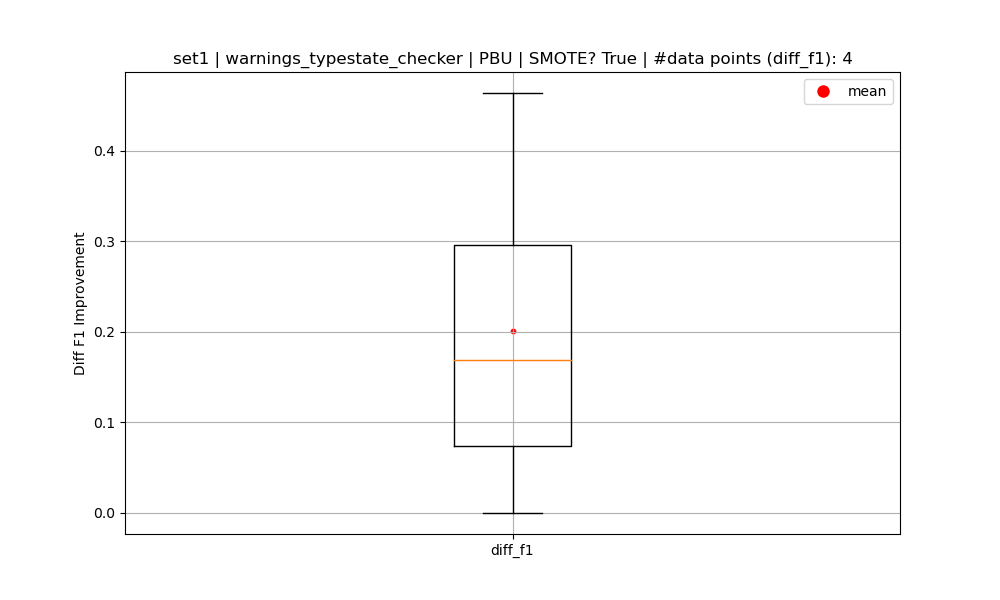 set1 | warnings_typestate_checker | PBU | SMOTE? True | #data points (diff_f1): 4
mean
0.4
0.3
0.2
0.1
0.0
Diff F1 Improvement
diff_f1